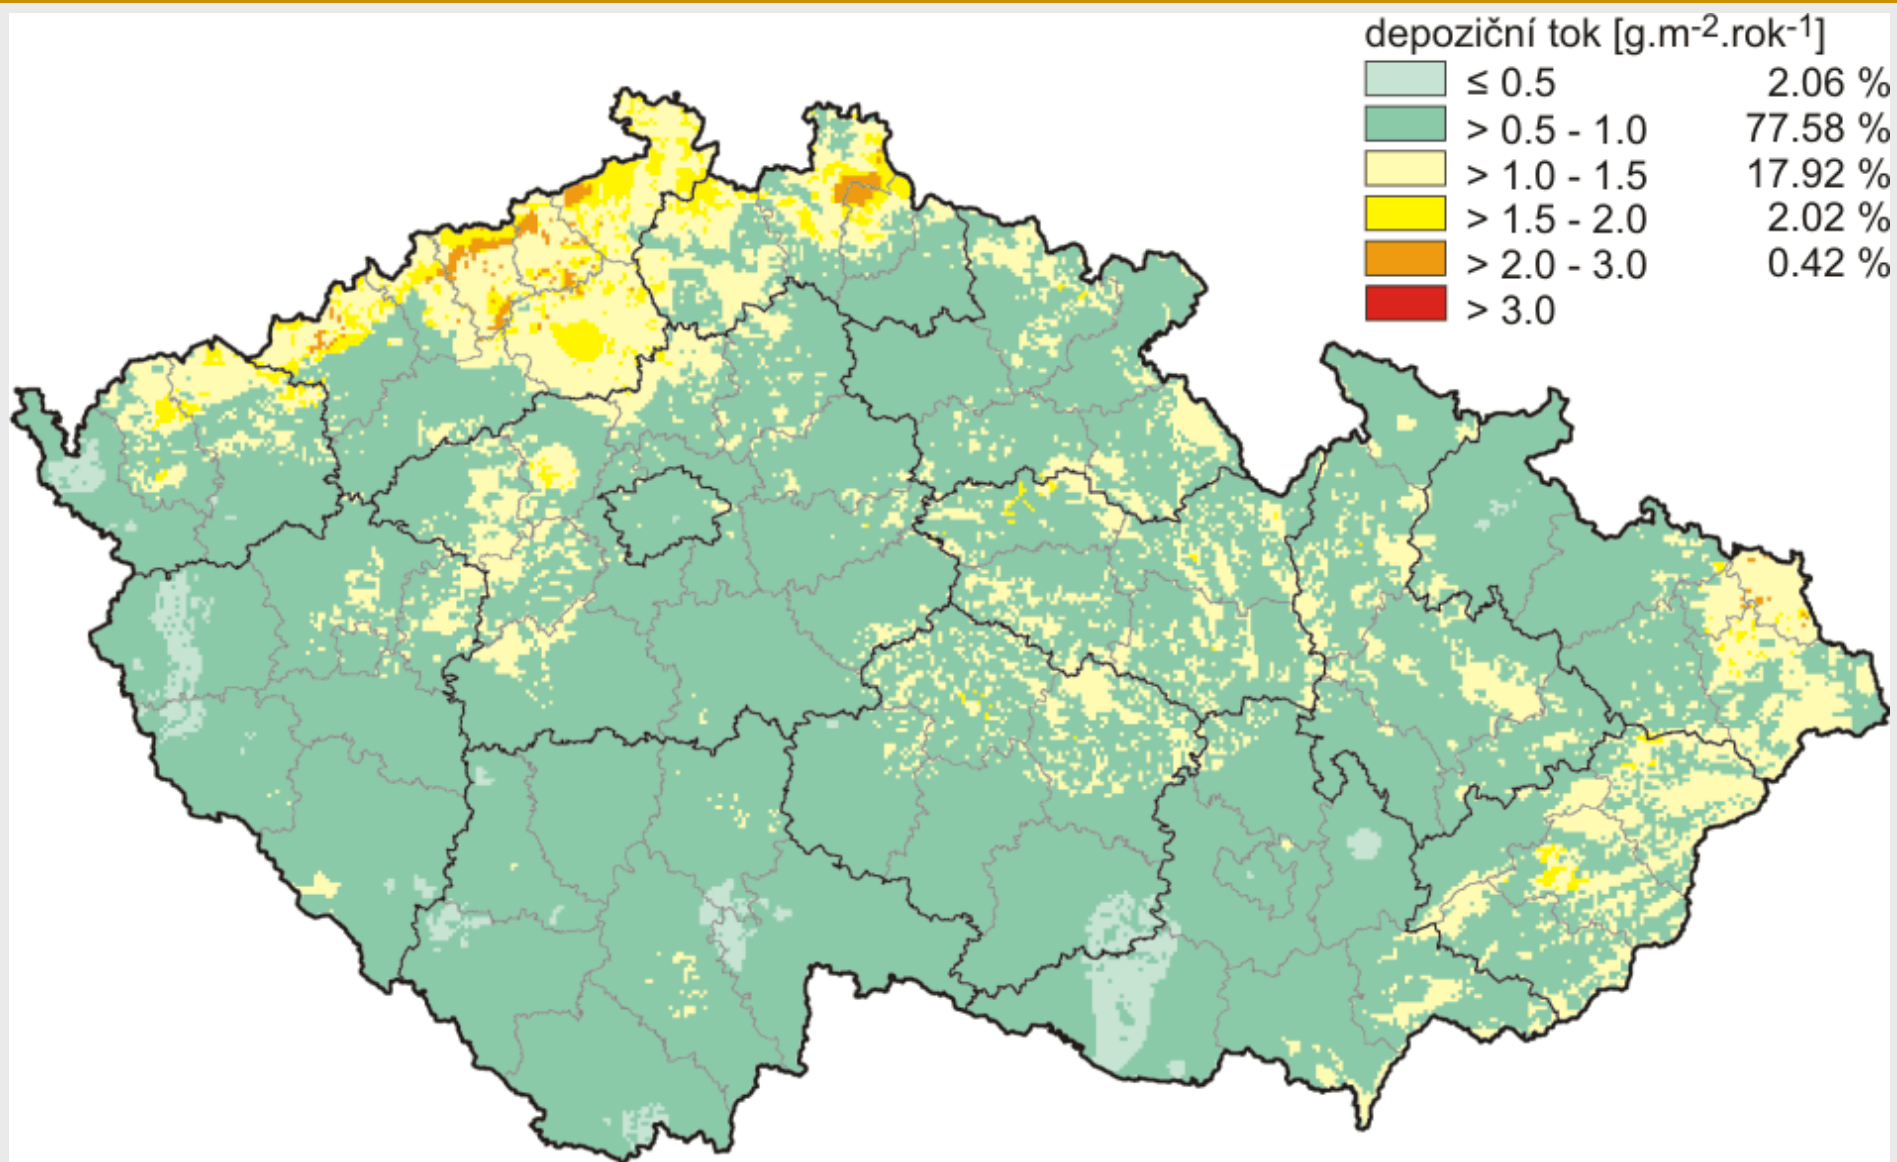 depoziční tok [g.m-2.rok-1]
≤ 0.5 2.06 %
> 0.5 - 1.0 77.58 %
> 1.0 - 1.5 17.92 %
> 1.5 - 2.0 2.02 %
> 2.0 - 3.0 0.42 %
> 3.0